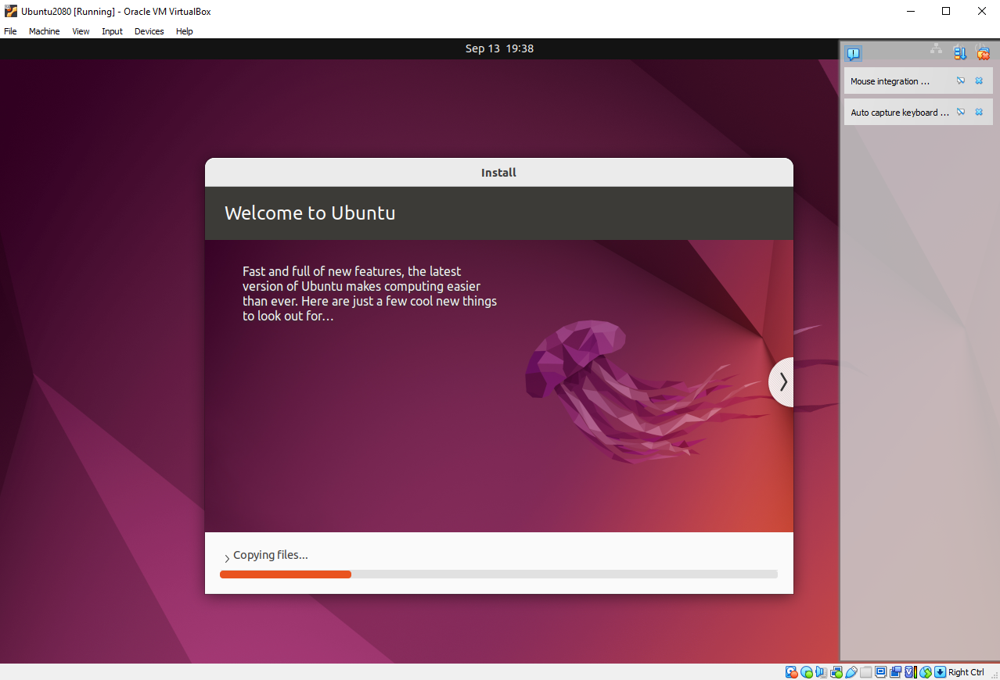 Ubuntu2080 [Running] - Oracle VM VirtualBox
File Machine View Input Devices Help
Sep 13 19:38
Mouse integration ...
Auto capture keyboard ...
Install
Welcome to Ubuntu
Fast and full of new features, the latest
version of Ubuntu makes computing easier
than ever. Here are just a few cool new things
to look out for…
Copying files...
Right Ctrl